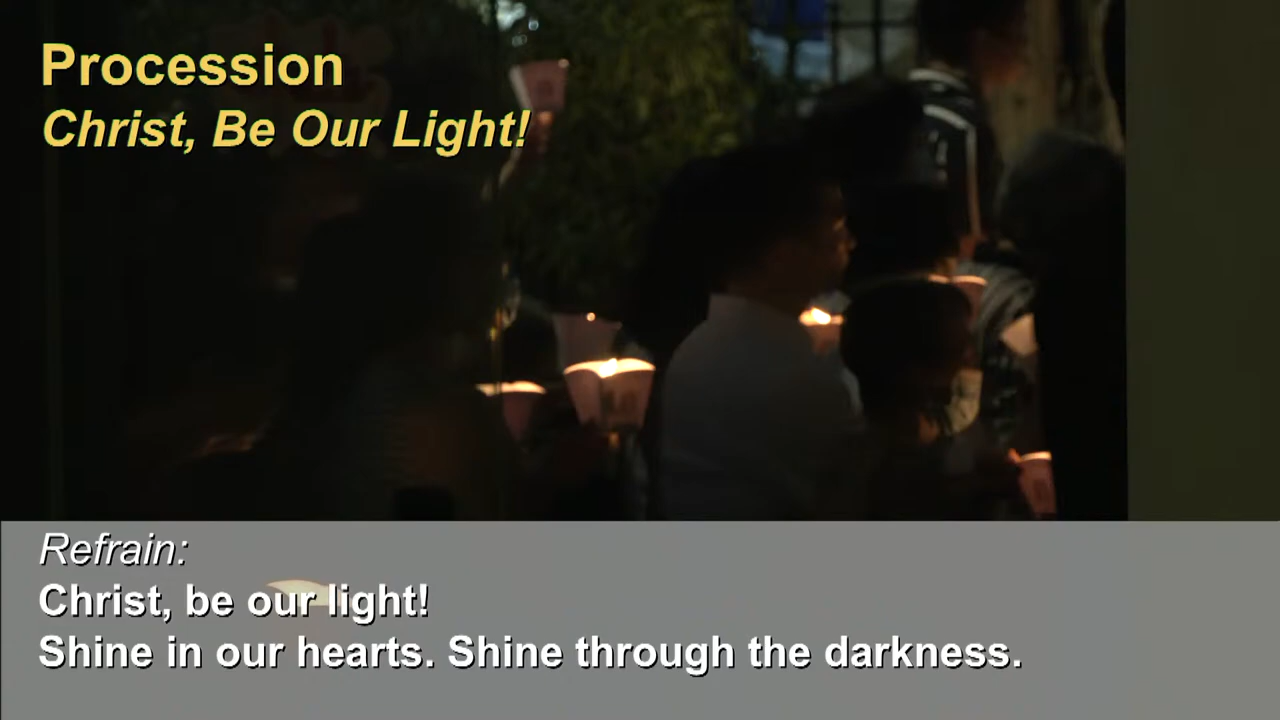 Procession
Christ, Be Our Light!
Refrain:
Christ, be our light!
Shine in our hearts. Shine through the darkness.